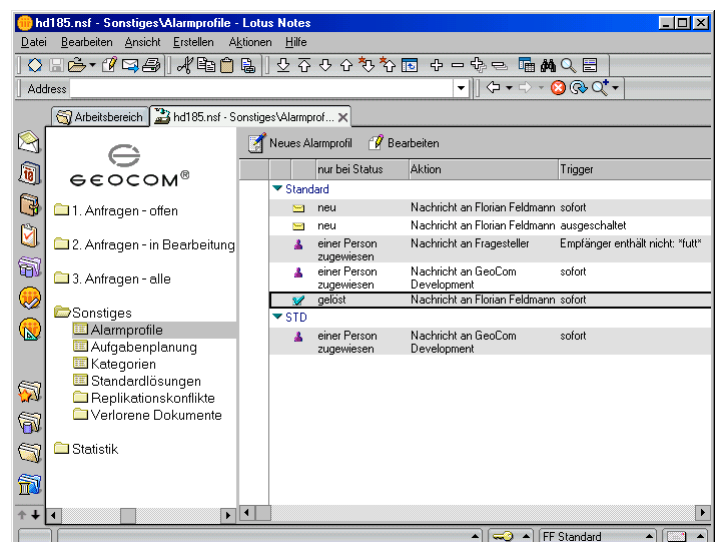 hd185.nsf - Sonstiges\Alarmprofile - Lotus Notes
Datei Bearbeiten Ansicht Erstellen Aktionen Hilfe
Address
Arbeitsbereich hd185.nsf - Sonstiges\Alarmprof...
GEOCOM®
1. Anfragen - offen
2. Anfragen - in Bearbeitung
3. Anfragen - alle
Sonstiges
Alarmprofile
Aufgabenplanung
Kategorien
Standardlösungen
Replikationskonflikte
Verlorene Dokumente
Statistik
Neues Alarmprofil Bearbeiten
nur bei Status Aktion Trigger
Standard
neu Nachricht an Florian Feldmann sofort
neu Nachricht an Florian Feldmann ausgeschaltet
einer Person Nachricht an Fragesteller Empfänger enthält nicht: "futt"
zugewiesen
einer Person Nachricht an GeoCom sofort
zugewiesen Development
gelöst Nachricht an Florian Feldmann sofort
STD
einer Person Nachricht an GeoCom sofort
zugewiesen Development
FF Standard